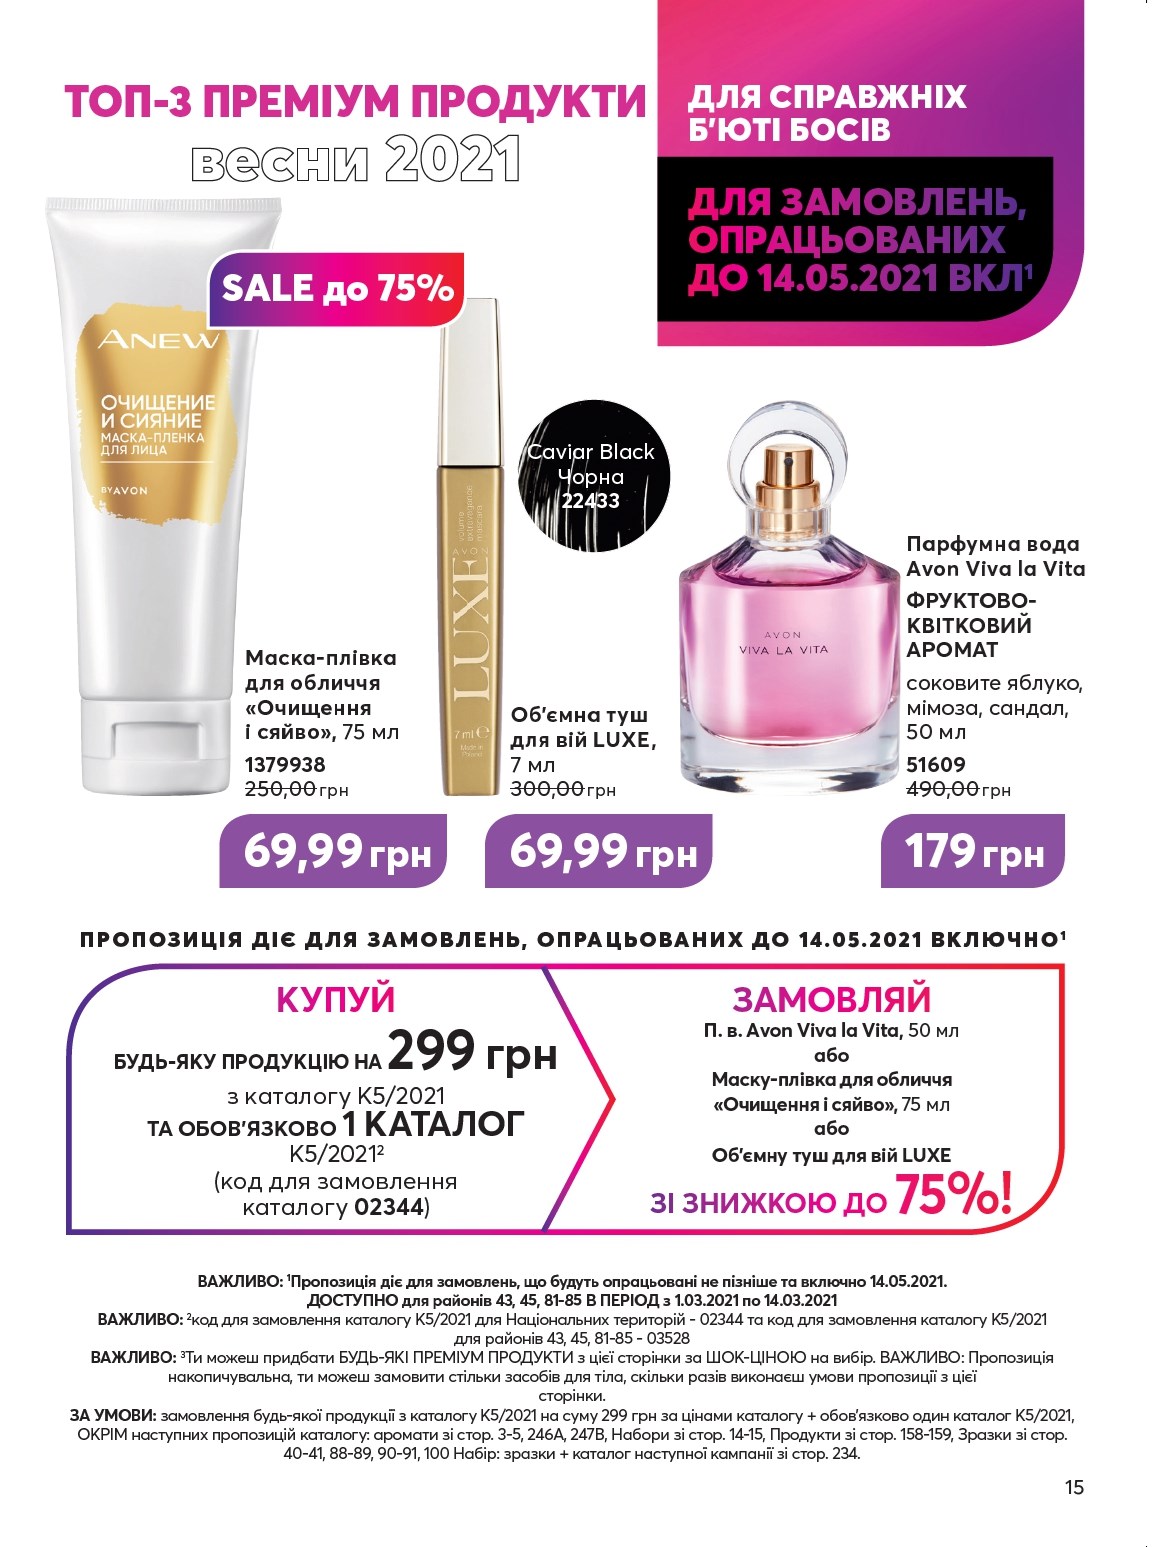 ТОП-3 ПРЕМІУМ ПРОДУКТИ
весни 2021
ДЛЯ СПРАВЖНІХ
Б'ЮТІ БОСІВ
ДЛЯ ЗАМОВЛЕНЬ,
ОПРАЦЬОВАНИХ
ДО 14.05.2021 ВКЛ¹
SALE до 75%
ANEW
ОЧИЩЕНИЕ
И СИЯНИЕ
МАСКА-ПЛЕНКА
ДЛЯ ЛИЦА
BY AVON
volume
extravagance
mascara
AVON
LUXE
7 ml e
Made in
Poland
Caviar Black
Чорна
22433
AVON
VIVA LA VITA
Парфумна вода
Avon Viva la Vita
ФРУКТОВО-
КВІТКОВИЙ
АРОМАТ
соковите яблуко,
мімоза, сандал,
50 мл
51609
490,00 грн
179 грн
Маска-плівка
для обличчя
«Очищення
і сяйво», 75 мл
1379938
250,00 грн
69,99 грн
Об'ємна туш
для вій LUXE,
7 мл
300,00 грн
69,99 грн
ПРОПОЗИЦІЯ ДІЄ ДЛЯ ЗАМОВЛЕНЬ, ОПРАЦЬОВАНИХ ДО 14.05.2021 ВКЛЮЧНО¹
КУПУЙ
БУДЬ-ЯКУ ПРОДУКЦІЮ НА 299 грн
з каталогу К5/2021
ТА ОБОВ'ЯЗКОВО 1 КАТАЛОГ
К5/2021²
(код для замовлення
каталогу 02344)
ЗАМОВЛЯЙ
П. в. Avon Viva la Vita, 50 мл
або
Маску-плівка для обличчя
«Очищення і сяйво», 75 мл
або
Об'ємну туш для вій LUXE
ЗІ ЗНИЖКОЮ ДО 75%!
ВАЖЛИВО: ¹Пропозиція діє для замовлень, що будуть опрацьовані не пізніше та включно 14.05.2021.
ДОСТУПНО для районів 43, 45, 81-85 В ПЕРІОД з 1.03.2021 по 14.03.2021
ВАЖЛИВО: ²код для замовлення каталогу К5/2021 для Національних територій - 02344 та код для замовлення каталогу К5/2021
для районів 43, 45, 81-85 - 03528
ВАЖЛИВО: ³Ти можеш придбати БУДЬ-ЯКІ ПРЕМІУМ ПРОДУКТИ з цієї сторінки за ШОК-ЦІНОЮ на вибір. ВАЖЛИВО: Пропозиція
накопичувальна, ти можеш замовити стільки засобів для тіла, скільки разів виконаєш умови пропозиції з цієї
сторінки.
ЗА УМОВИ: замовлення будь-якої продукції з каталогу К5/2021 на суму 299 грн за цінами каталогу + обов'язково один каталог К5/2021,
ОКРІМ наступних пропозицій каталогу: аромати зі стор. 3-5, 246А, 247В, Набори зі стор. 14-15, Продукти зі стор. 158-159, Зразки зі стор.
40-41, 88-89, 90-91, 100 Набір: зразки + каталог наступної кампанії зі стор. 234.
15